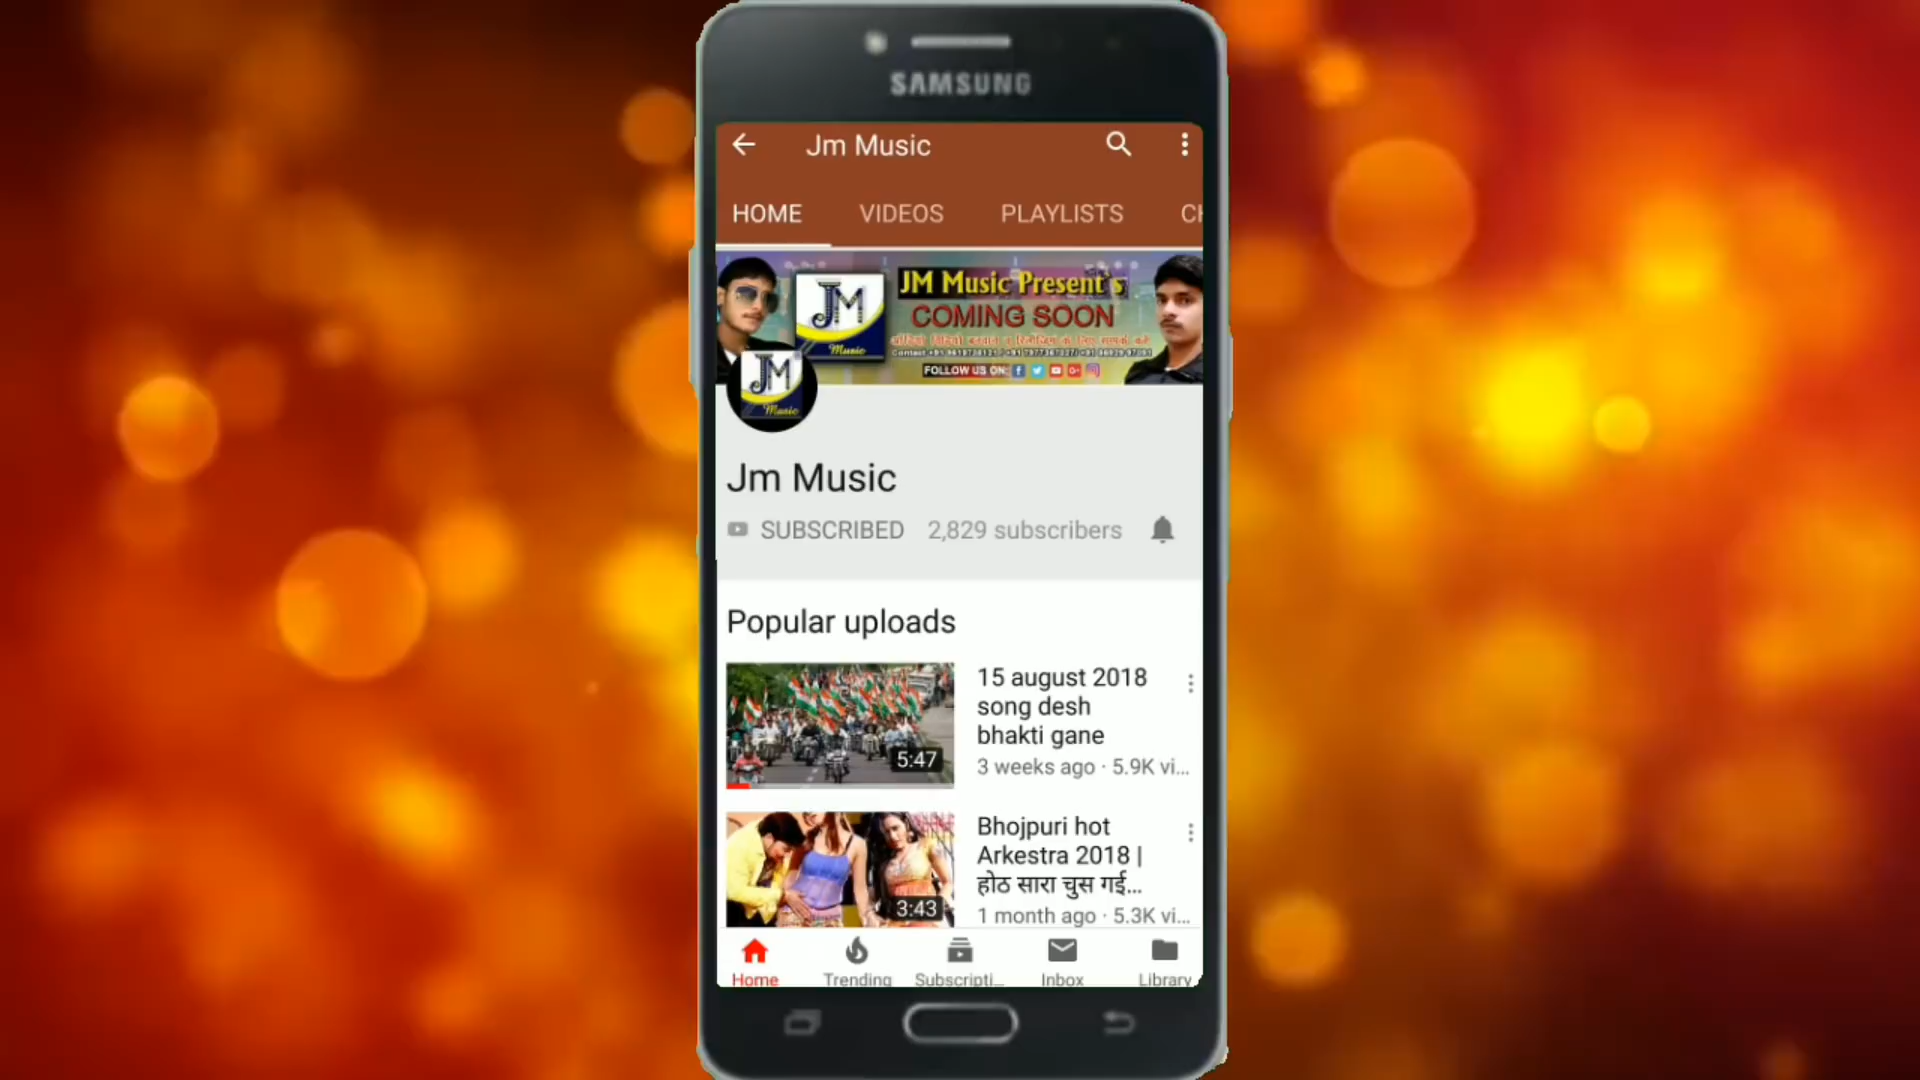 SAMSUNG
Jm Music
HOME VIDEOS PLAYLISTS
JM Music Present's
COMING SOON
JM
Music
FOLLOW US ON:
JM
Music
Jm Music
SUBSCRIBED 2,829 subscribers
Popular uploads
15 august 2018
song desh
bhakti gane
3 weeks ago · 5.9K vi...
5:47
Bhojpuri hot
Arkestra 2018 |
होठ सारा चुस गई...
1 month ago · 5.3K vi...
3:43
Home Trending Subscripti... Inbox Library